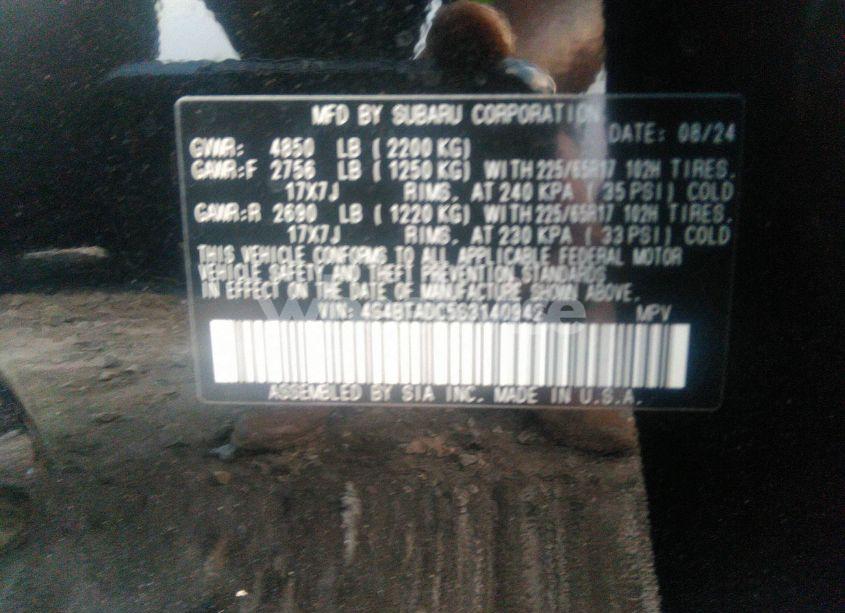 MFD BY SUBARU CORPORATION
DATE: 08/24
GVWR: 4850 LB ( 2200 KG)
GAWR:F 2756 LB ( 1250 KG) WITH 225/65R17 102H TIRES.
17X7J RIMS. AT 240 KPA ( 35 PSI) COLD
GAWR:R 2690 LB ( 1220 KG) WITH 225/65R17 102H TIRES.
17X7J RIMS. AT 230 KPA ( 33 PSI) COLD
THIS VEHICLE CONFORMS TO ALL APPLICABLE FEDERAL MOTOR
VEHICLE SAFETY AND THEFT PREVENTION STANDARDS
IN EFFECT ON THE DATE OF MANUFACTURE SHOWN ABOVE.
VIN: 4S4BTADC5S3140942 MPV
ASSEMBLED BY SIA INC. MADE IN U.S.A.